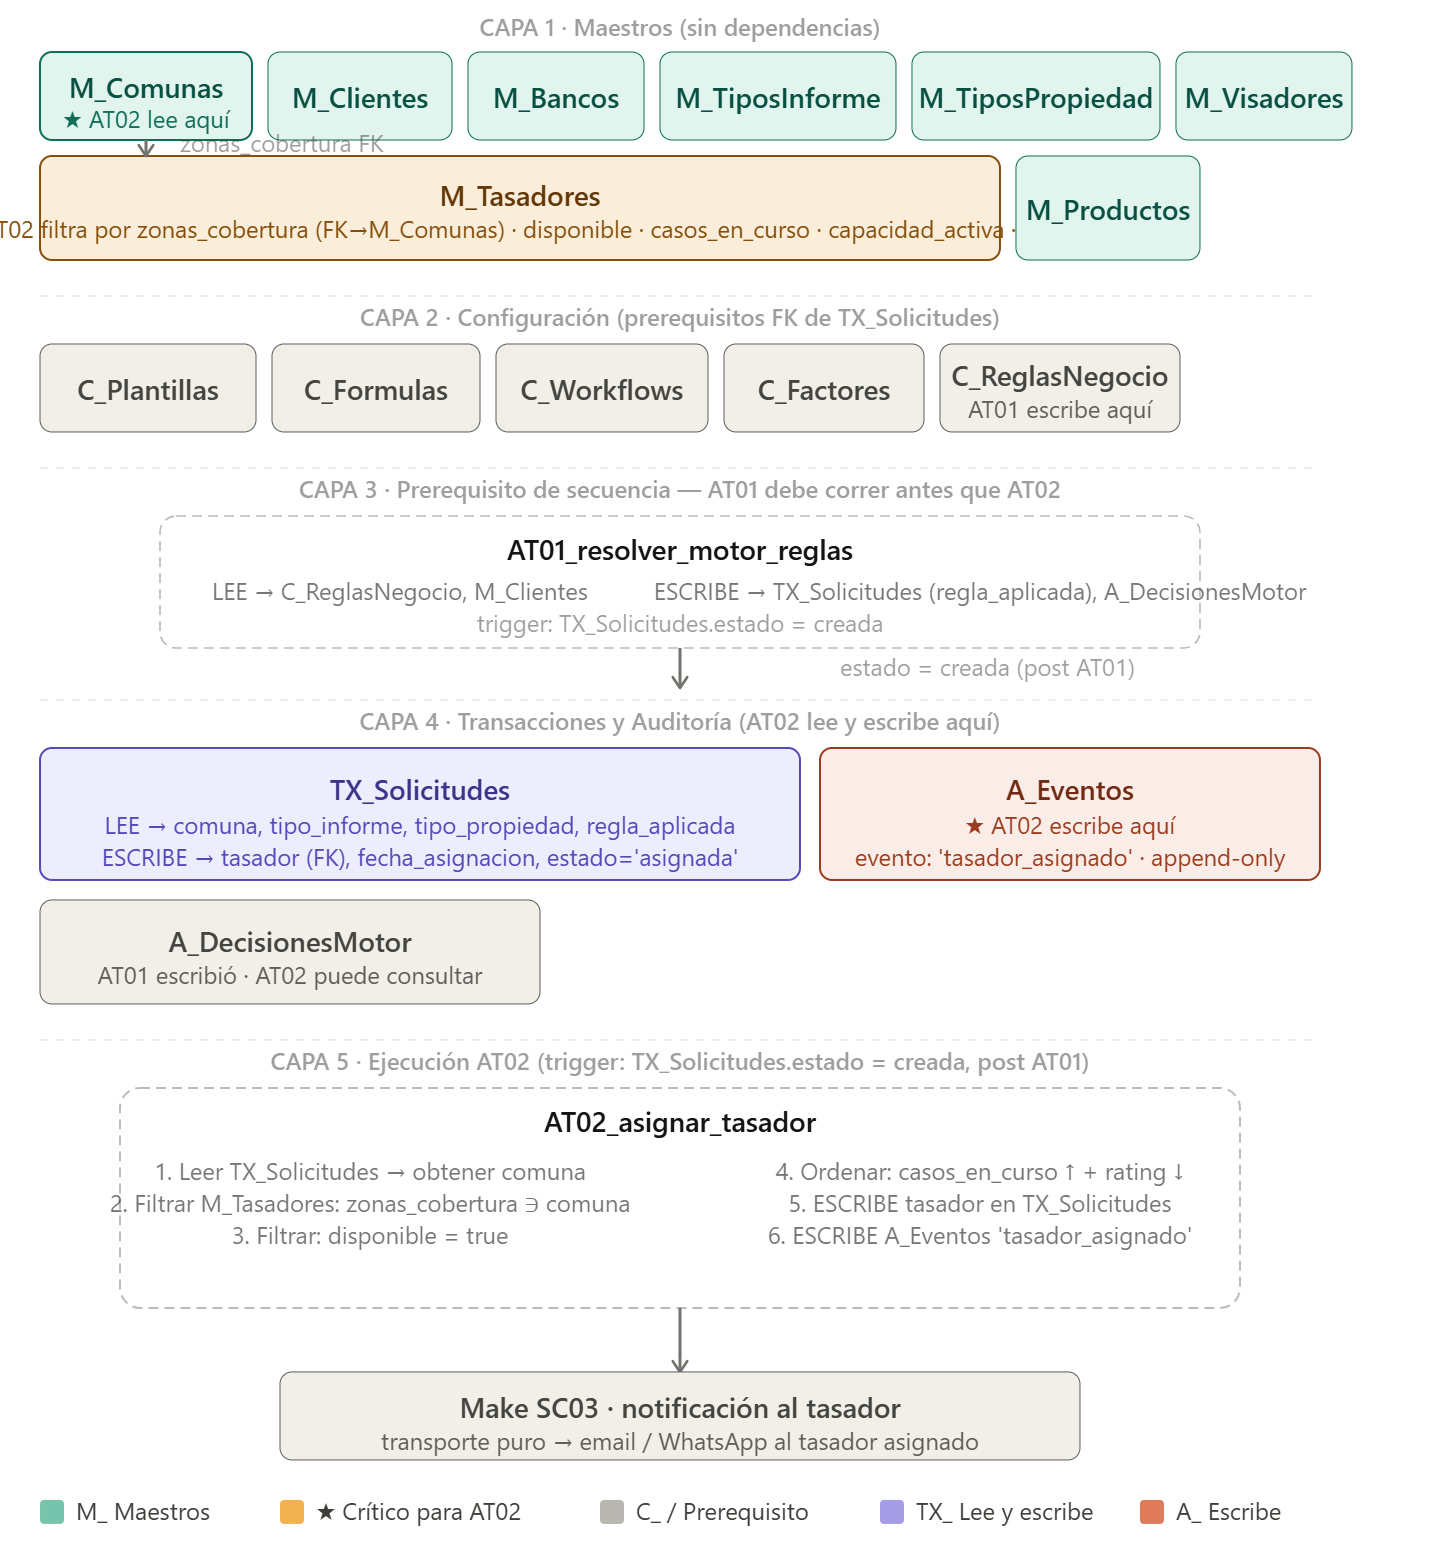 CAPA 1 · Maestros (sin dependencias)
M_Comunas
★ AT02 lee aquí
M_Clientes
M_Bancos
M_TiposInforme
M_TiposPropiedad
M_Visadores
zonas_cobertura FK
M_Tasadores
T02 filtra por zonas_cobertura (FK→M_Comunas) · disponible · casos_en_curso · capacidad_activa ·
M_Productos
CAPA 2 · Configuración (prerequisitos FK de TX_Solicitudes)
C_Plantillas
C_Formulas
C_Workflows
C_Factores
C_ReglasNegocio
AT01 escribe aquí
CAPA 3 · Prerequisito de secuencia — AT01 debe correr antes que AT02
AT01_resolver_motor_reglas
LEE → C_ReglasNegocio, M_Clientes
ESCRIBE → TX_Solicitudes (regla_aplicada), A_DecisionesMotor
trigger: TX_Solicitudes.estado = creada
estado = creada (post AT01)
CAPA 4 · Transacciones y Auditoría (AT02 lee y escribe aquí)
TX_Solicitudes
LEE → comuna, tipo_informe, tipo_propiedad, regla_aplicada
ESCRIBE → tasador (FK), fecha_asignacion, estado='asignada'
A_Eventos
★ AT02 escribe aquí
evento: 'tasador_asignado' · append-only
A_DecisionesMotor
AT01 escribió · AT02 puede consultar
CAPA 5 · Ejecución AT02 (trigger: TX_Solicitudes.estado = creada, post AT01)
AT02_asignar_tasador
1. Leer TX_Solicitudes → obtener comuna
2. Filtrar M_Tasadores: zonas_cobertura ∋ comuna
3. Filtrar: disponible = true
4. Ordenar: casos_en_curso ↑ + rating ↓
5. ESCRIBE tasador en TX_Solicitudes
6. ESCRIBE A_Eventos 'tasador_asignado'
Make SC03 · notificación al tasador
transporte puro → email / WhatsApp al tasador asignado
M_ Maestros
★ Crítico para AT02
C_ / Prerequisito
TX_ Lee y escribe
A_ Escribe